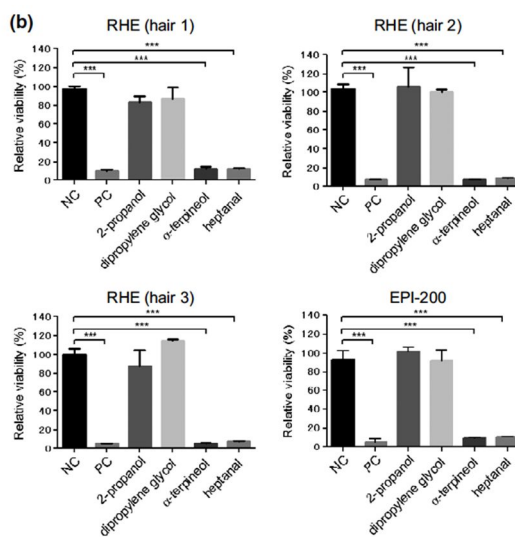 (b)
RHE (hair 1)
Relative viability (%)
140
120
100
80
60
40
20
0
***
***
***
NC
PC
2-propanol
dipropylene glycol
α-terpineol
heptanal
RHE (hair 2)
Relative viability (%)
140
120
100
80
60
40
20
0
***
***
***
NC
PC
2-propanol
dipropylene glycol
α-terpineol
heptanal
RHE (hair 3)
Relative viability (%)
140
120
100
80
60
40
20
0
***
***
***
NC
PC
2-propanol
dipropylene glycol
α-terpineol
heptanal
EPI-200
Relative viability (%)
140
120
100
80
60
40
20
0
***
***
***
NC
PC
2-propanol
dipropylene glycol
α-terpineol
heptanal